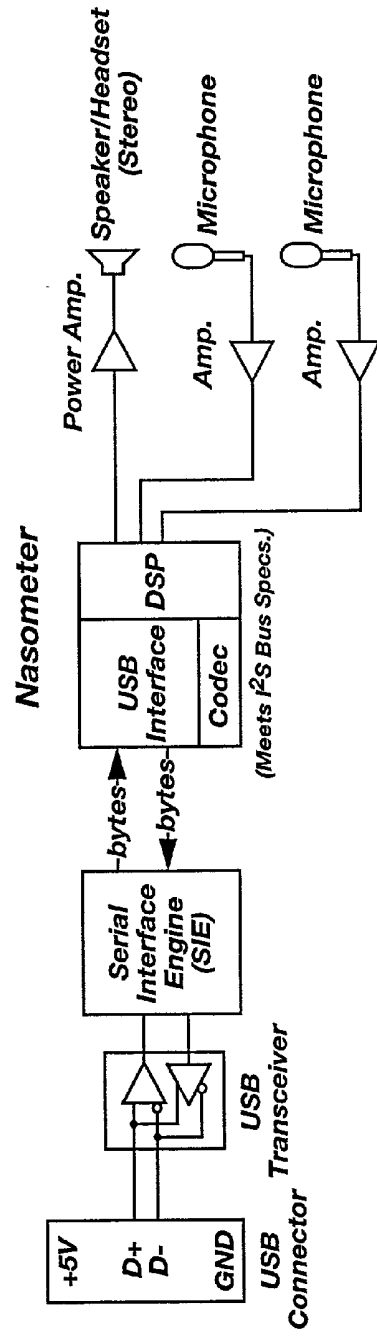 Nasometer
+5V
D+
D-
GND
USB
Connector
USB
Transceiver
Serial
Interface
Engine
(SIE)
bytes
bytes
USB
Interface
Codec
DSP
(Meets I²S Bus Specs.)
Power Amp.
Speaker/Headset
(Stereo)
Amp.
Microphone
Amp.
Microphone